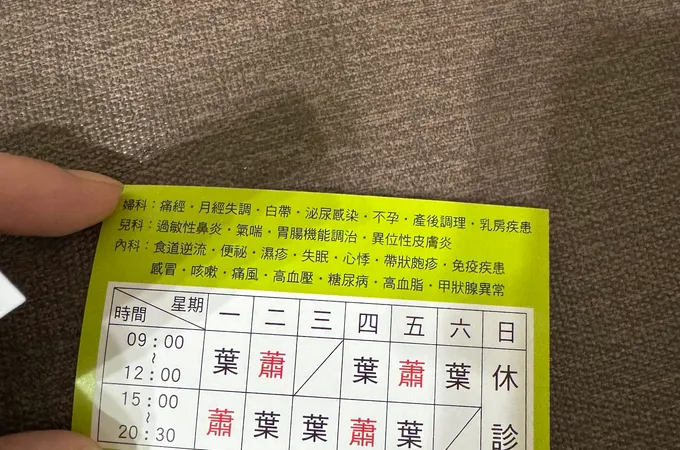 婦科：痛經・月經失調・白帶・泌尿感染・不孕・產後調理・乳房疾患
兒科：過敏性鼻炎・氣喘・胃腸機能調治・異位性皮膚炎
內科：食道逆流・便祕・濕疹・失眠・心悸・帶狀皰疹・免疫疾患
感冒・咳嗽・痛風・高血壓・糖尿病・高血脂・甲狀腺異常
時間 星期 一 二 三 四 五 六 日
09:00～12:00 葉 蕭 葉 蕭 葉 休診
15:00～20:30 蕭 葉 葉 蕭 葉